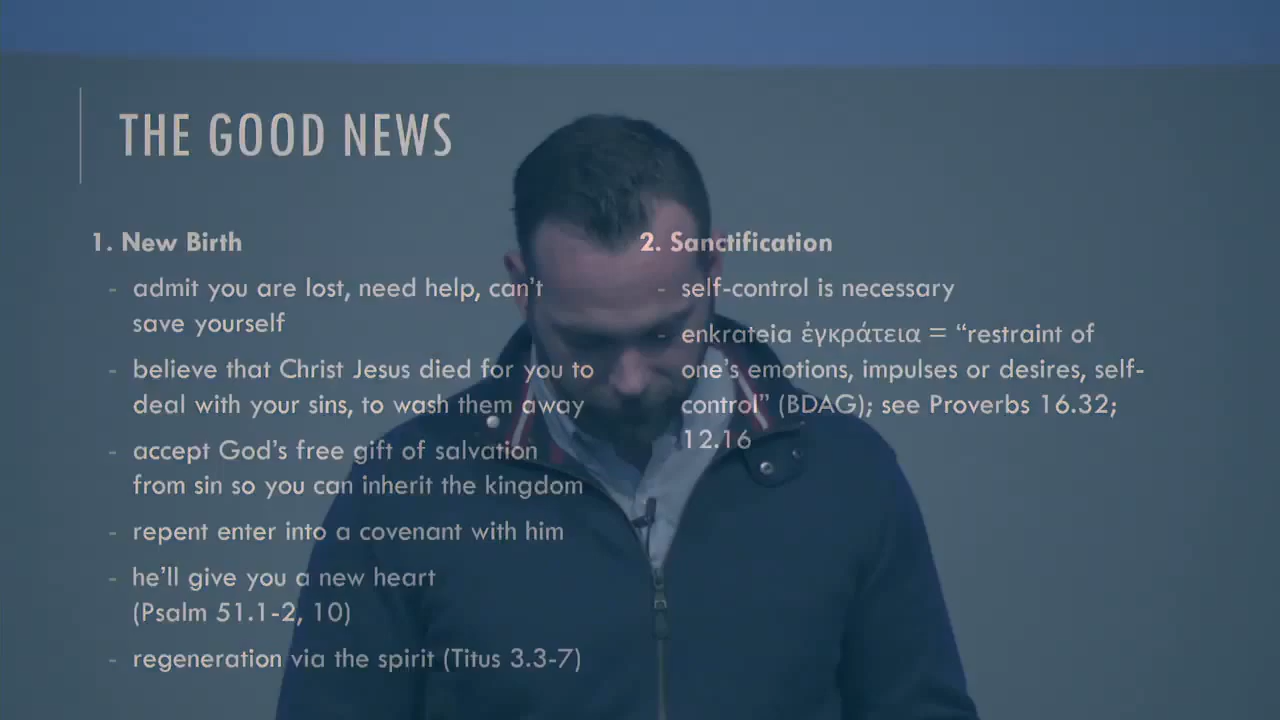 THE GOOD NEWS
1. New Birth
- admit you are lost, need help, can't
save yourself
- believe that Christ Jesus died for you to
deal with your sins, to wash them away
- accept God's free gift of salvation
from sin so you can inherit the kingdom
- repent enter into a covenant with him
- he'll give you a new heart
(Psalm 51.1-2, 10)
- regeneration via the spirit (Titus 3.3-7)
2. Sanctification
- self-control is necessary
- enkrateia ἐγκράτεια = “restraint of
one's emotions, impulses or desires, self-
control” (BDAG); see Proverbs 16.32;
12.16